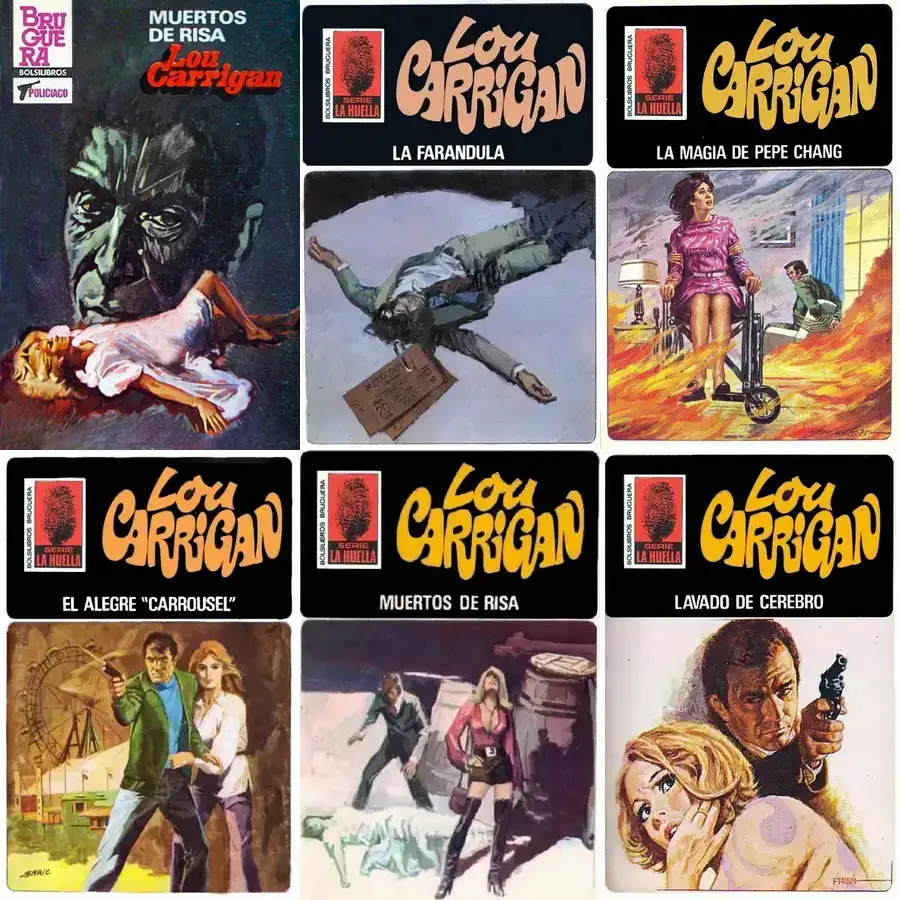 BRU
GUE
RA
BOLSILIBROS
POLICIACO
MUERTOS
DE RISA
Lou
Carrigan
BOLSILIBROS BRUGUERA
SERIE
LA HUELLA
Lou
CARRiGAN
LA FARANDULA
BOLSILIBROS BRUGUERA
SERIE
LA HUELLA
Lou
CARRiGAN
LA MAGIA DE PEPE CHANG
BOLSILIBROS BRUGUERA
SERIE
LA HUELLA
Lou
CARRiGAN
EL ALEGRE "CARROUSEL"
BOLSILIBROS BRUGUERA
SERIE
LA HUELLA
Lou
CARRiGAN
MUERTOS DE RISA
BOLSILIBROS BRUGUERA
SERIE
LA HUELLA
Lou
CARRiGAN
LAVADO DE CEREBRO